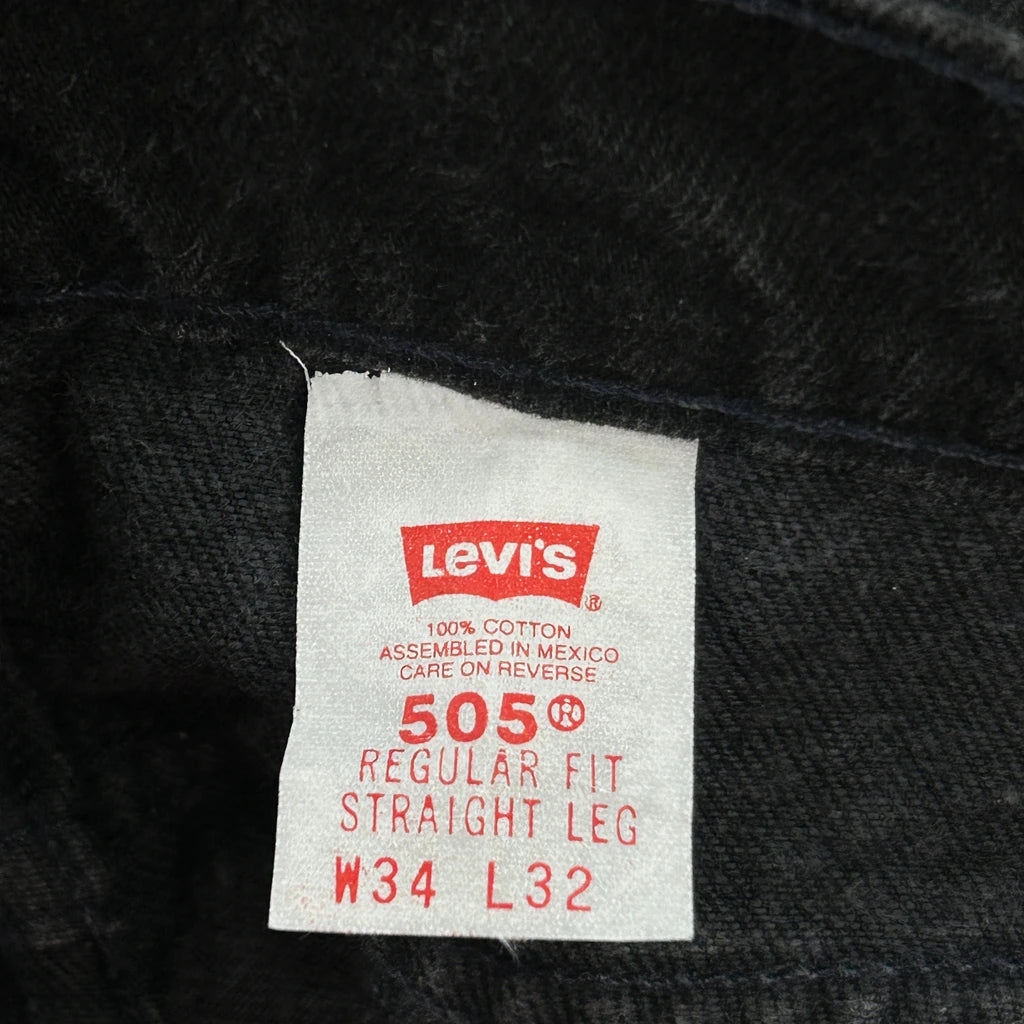 Levi's ®
100% COTTON
ASSEMBLED IN MEXICO
CARE ON REVERSE
505®
REGULAR FIT
STRAIGHT LEG
W34 L32